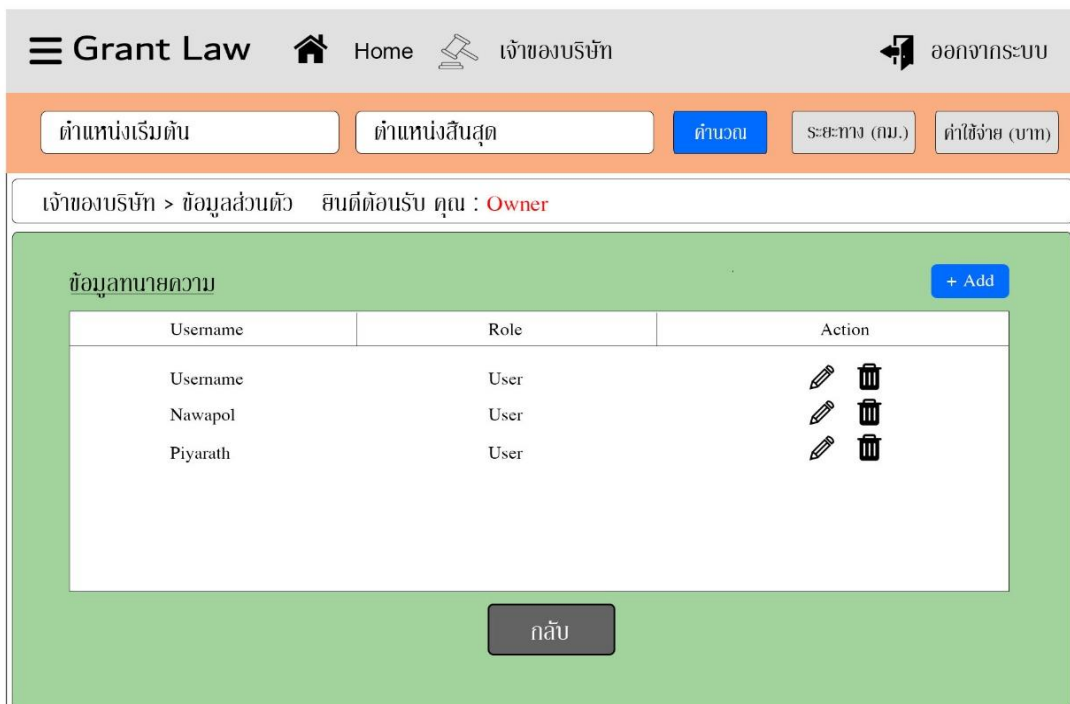 Grant Law Home เจ้าของบริษัท ออกจากระบบ
ตำแหน่งเริ่มต้น ตำแหน่งสิ้นสุด คำนวณ ระยะทาง (กม.) ค่าใช้จ่าย (บาท)
เจ้าของบริษัท > ข้อมูลส่วนตัว ยินดีต้อนรับ คุณ : Owner
ข้อมูลทนายความ + Add
Username Role Action
Username User
Nawapol User
Piyarath User
กลับ